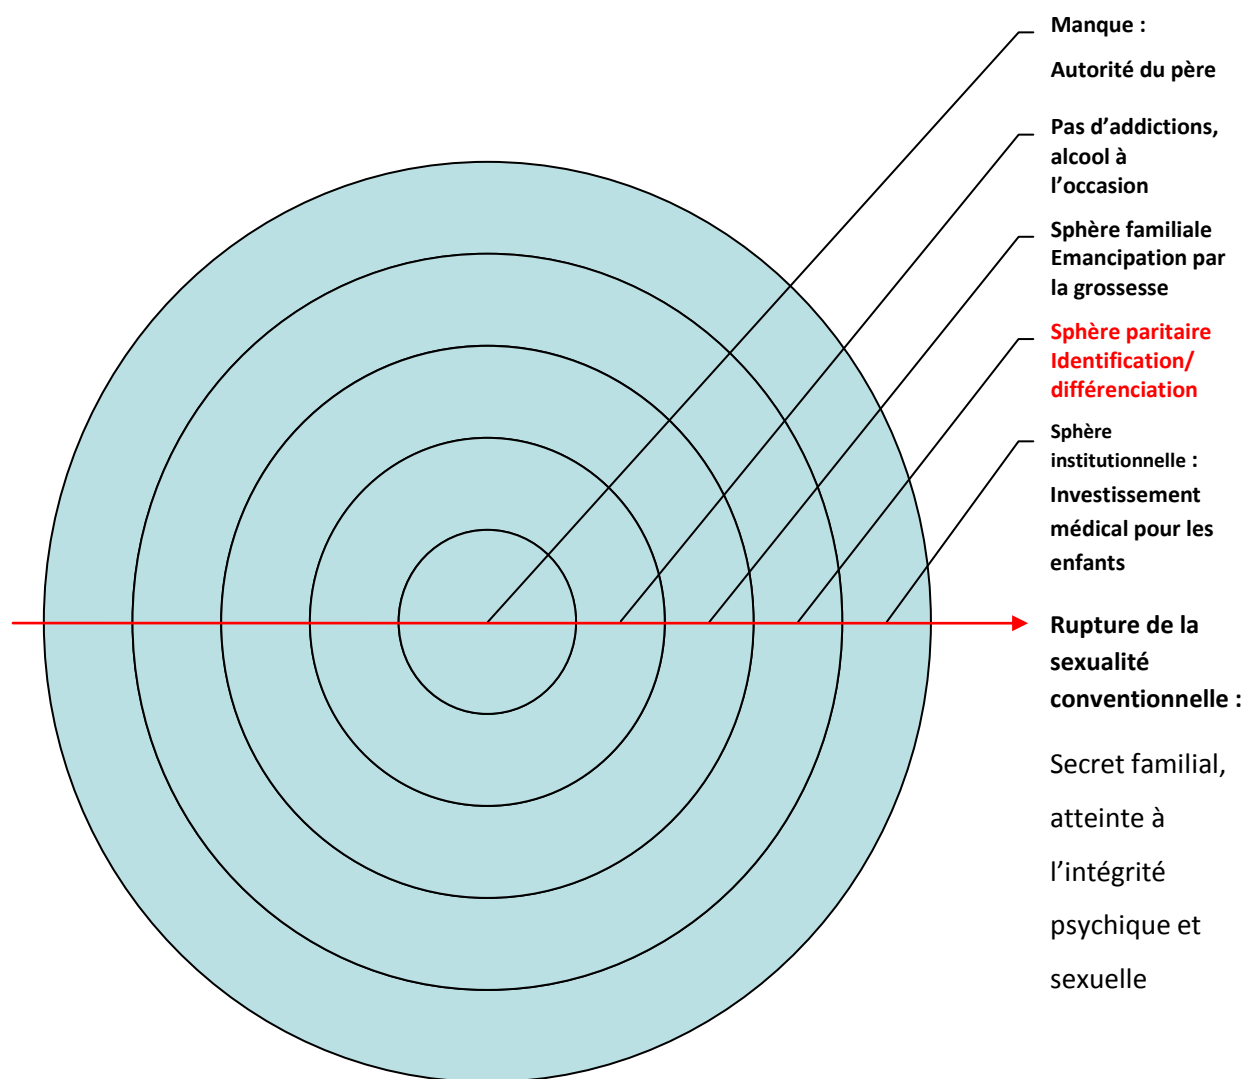 Manque :
Autorité du père
Pas d’addictions,
alcool à
l’occasion
Sphère familiale
Emancipation par
la grossesse
Sphère paritaire
Identification/
différenciation
Sphère
institutionnelle :
Investissement
médical pour les
enfants
Rupture de la
sexualité
conventionnelle :
Secret familial,
atteinte à
l’intégrité
psychique et
sexuelle